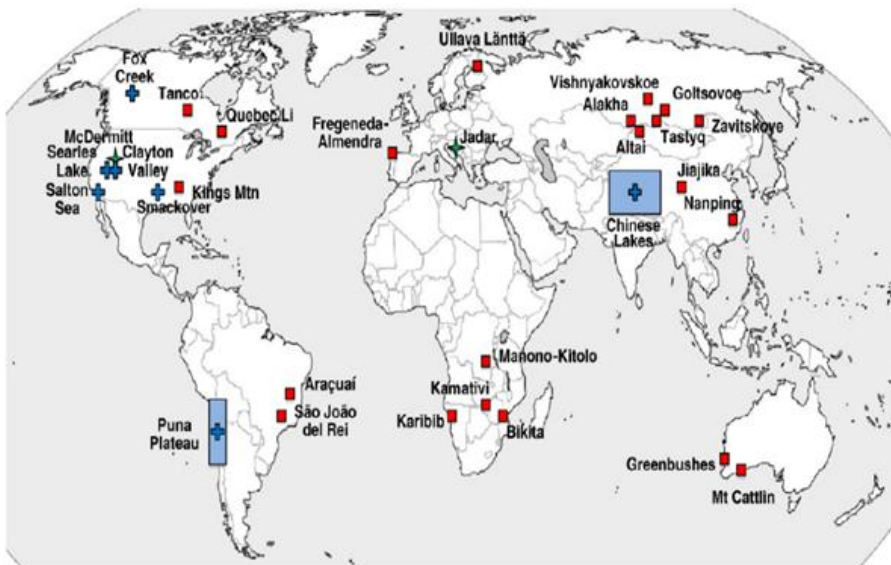 Fox
Creek
Tanco
Quebec Li
McDermitt
Searles
Lake
Clayton
Valley
Salton
Sea
Smackover
Kings Mtn
Ullava Länttä
Fregeneda-
Almendra
Jadar
Vishnyakovskoe
Alakha
Goltsovoe
Altai
Tastyq
Zavitskoye
Jiajika
Nanping
Chinese
Lakes
Manono-Kitolo
Kamativi
Karibib
Bikita
Araçuaí
São João
del Rei
Puna
Plateau
Greenbushes
Mt Cattlin